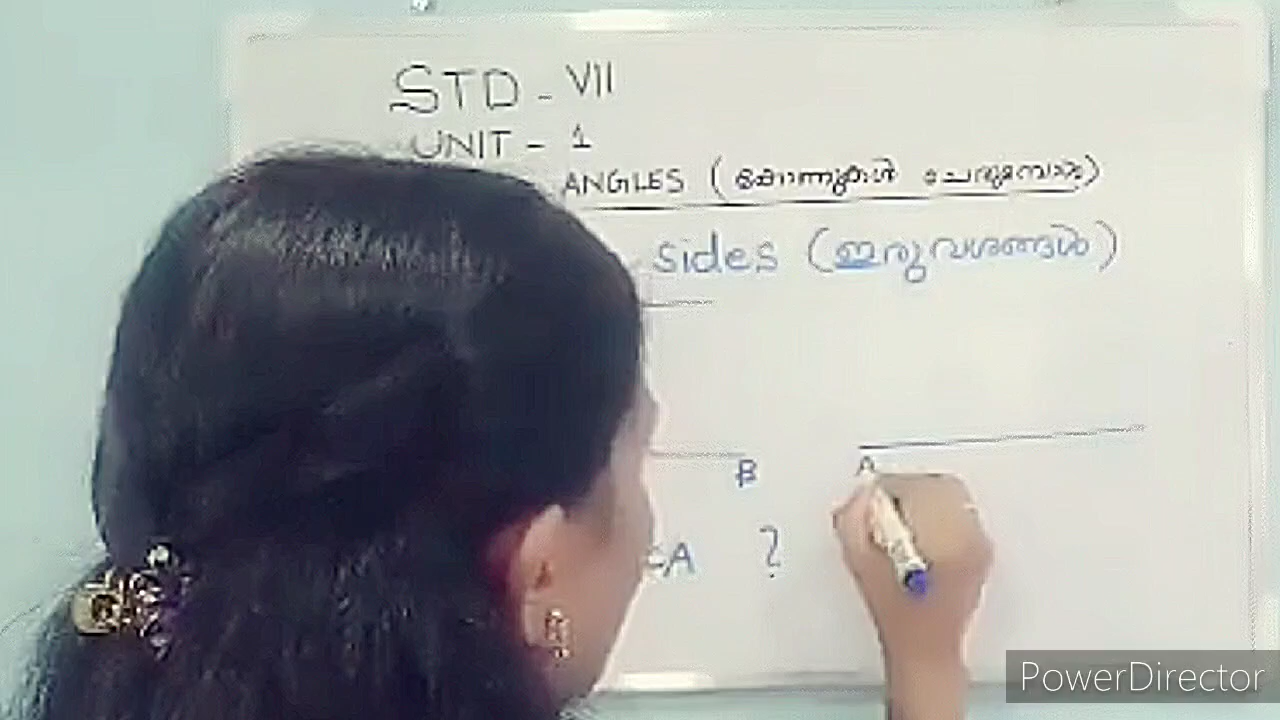 STD - VII
UNIT - 1
ANGLES (കോണുകൾ ചേരുമ്പോൾ)
sides (ഇരുവശങ്ങൾ)
B A
A ?
PowerDirector